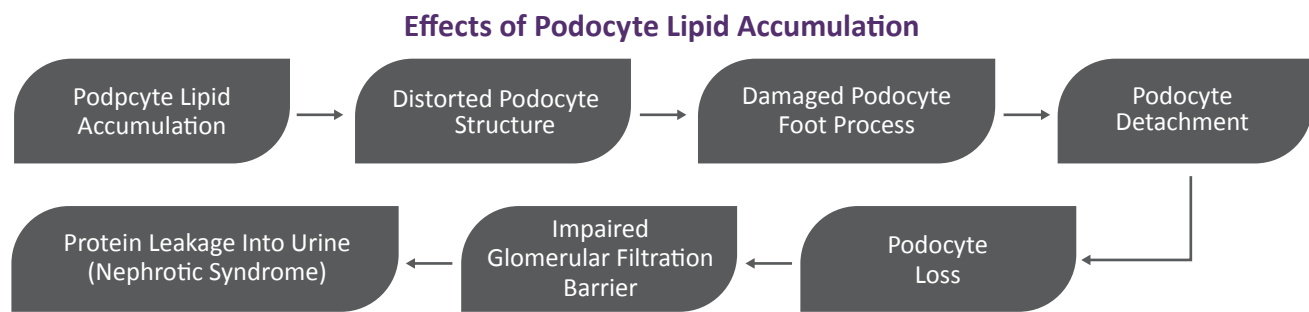 Effects of Podocyte Lipid Accumulation
Podpcyte Lipid
Accumulation
Distorted Podocyte
Structure
Damaged Podocyte
Foot Process
Podocyte
Detachment
Podocyte
Loss
Impaired
Glomerular Filtration
Barrier
Protein Leakage Into Urine
(Nephrotic Syndrome)